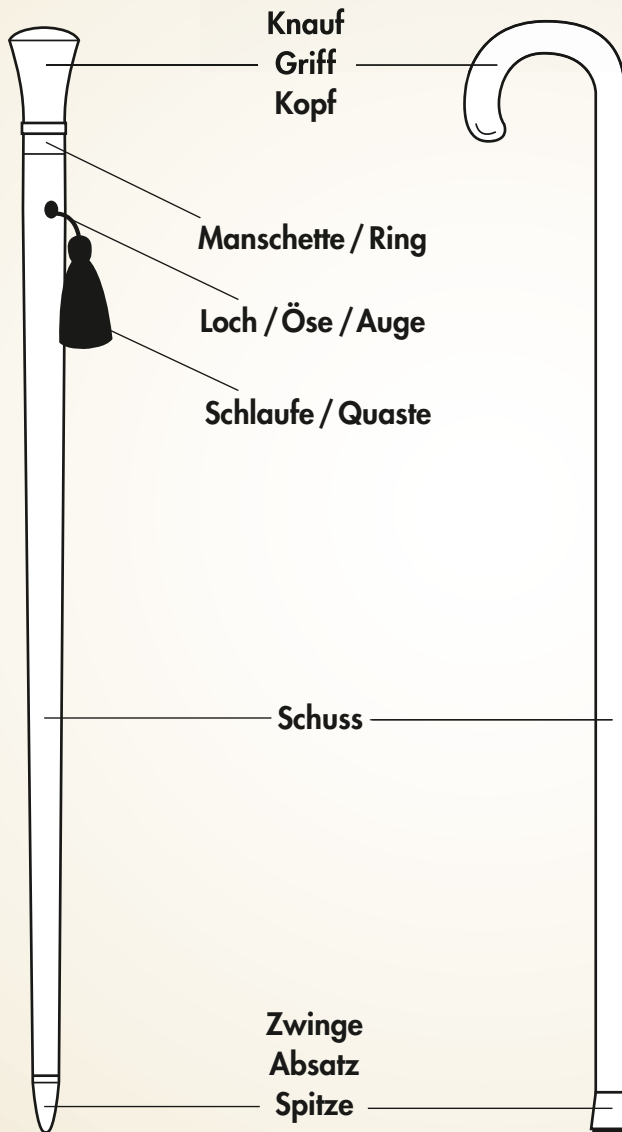 Knauf
Griff
Kopf
Manschette / Ring
Loch / Öse / Auge
Schlaufe / Quaste
Schuss
Zwinge
Absatz
Spitze